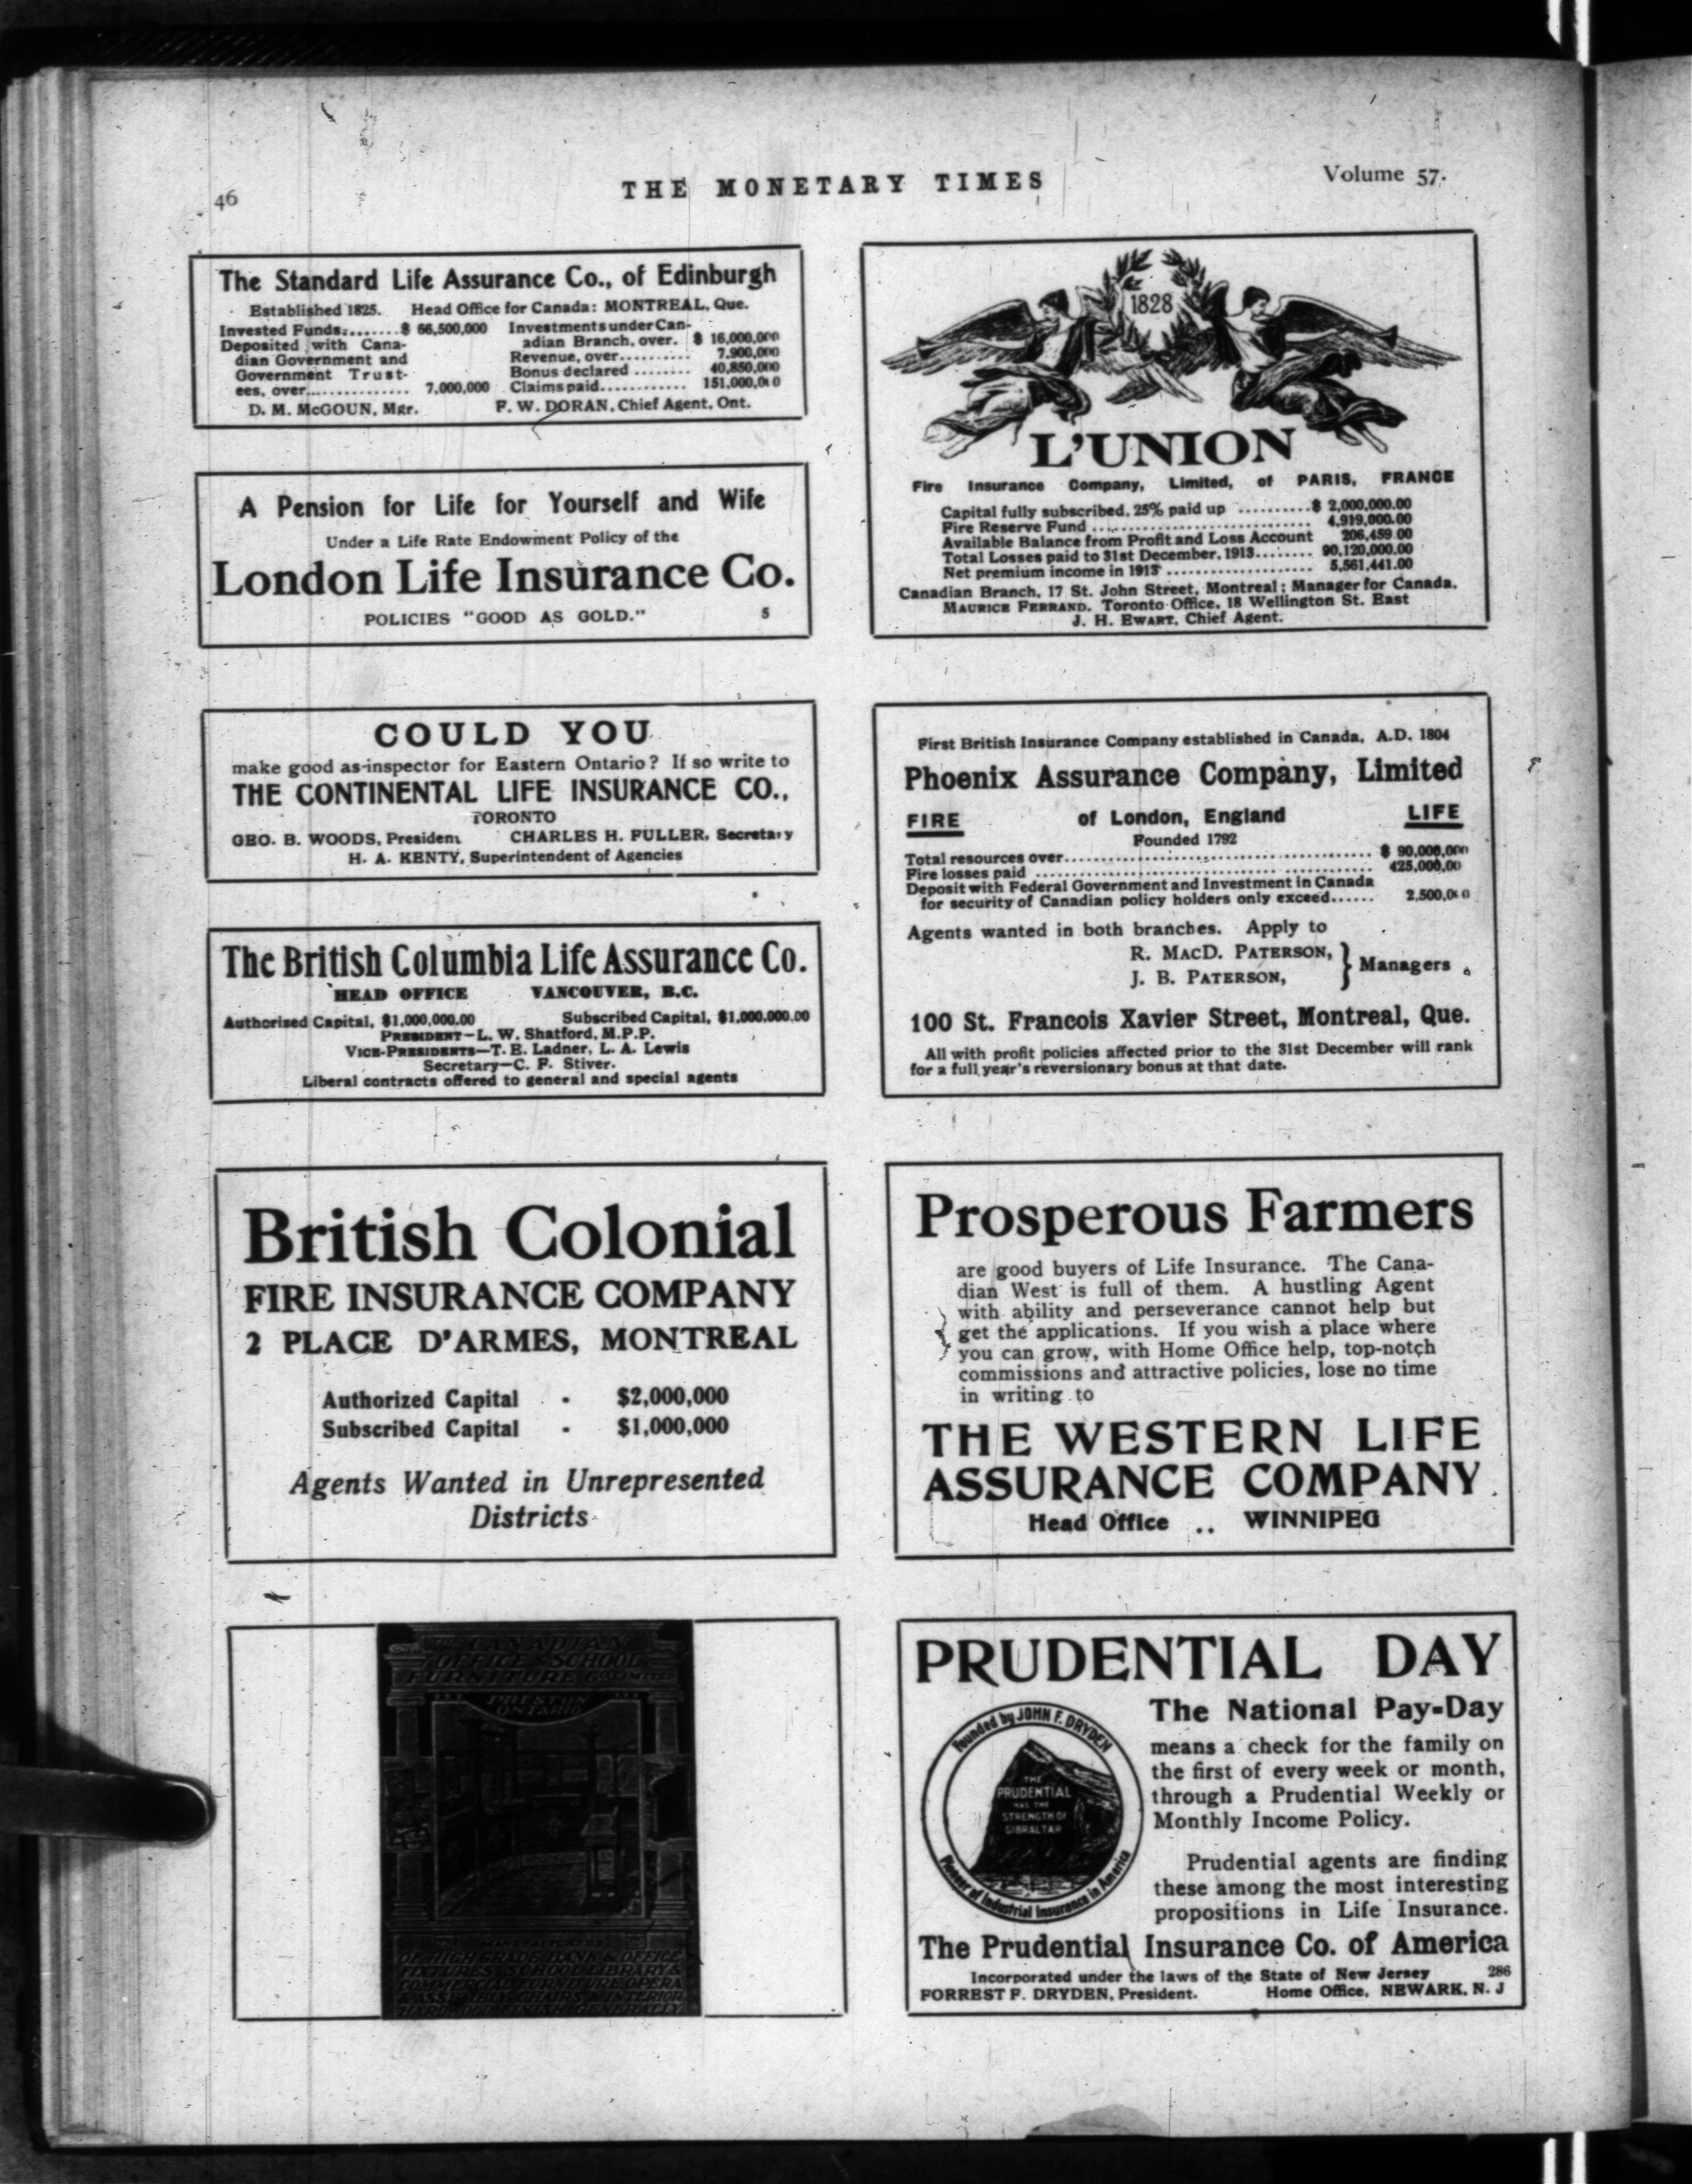 46
THE MONETARY TIMES
Volume 57.
The Standard Life Assurance Co., of Edinburgh
Established 1825. Head Office for Canada: MONTREAL, Que.
Invested Funds........$ 66,500,000
Deposited with Cana-
dian Government and
Government Trust-
ees, over............. 7,000,000
Investments under Can-
adian Branch, over. $ 16,000,000
Revenue, over.......... 7,900,000
Bonus declared ........ 40,850,000
Claims paid............ 151,000,000
D. M. McGOUN, Mgr. F. W. DORAN, Chief Agent, Ont.
A Pension for Life for Yourself and Wife
Under a Life Rate Endowment Policy of the
London Life Insurance Co.
POLICIES "GOOD AS GOLD." 5
COULD YOU
make good as inspector for Eastern Ontario? If so write to
THE CONTINENTAL LIFE INSURANCE CO.,
TORONTO
GEO. B. WOODS, President CHARLES H. FULLER, Secretary
H. A. KENTY, Superintendent of Agencies
The British Columbia Life Assurance Co.
HEAD OFFICE VANCOUVER, B.C.
Authorized Capital, $1,000,000.00 Subscribed Capital, $1,000,000.00
PRESIDENT—L. W. Shatford, M.P.P.
VICE-PRESIDENTS—T. E. Ladner, L. A. Lewis
Secretary—C. F. Stiver.
Liberal contracts offered to general and special agents
British Colonial
FIRE INSURANCE COMPANY
2 PLACE D'ARMES, MONTREAL
Authorized Capital - $2,000,000
Subscribed Capital - $1,000,000
Agents Wanted in Unrepresented
Districts
CANADIAN
OFFICE & SCHOOL
FURNITURE CO.
PRESTON
ONTARIO
OF HIGH GRADE BANK & OFFICE
FIXTURES, SCHOOL, LIBRARY &
COMMERCIAL FURNITURE, OPERA
1828
L'UNION
Fire Insurance Company, Limited, of PARIS, FRANCE
Capital fully subscribed, 25% paid up ..........$ 2,000,000.00
Fire Reserve Fund ............................ 4,919,000.00
Available Balance from Profit and Loss Account 206,459.00
Total Losses paid to 31st December, 1913........ 90,120,000.00
Net premium income in 1913 .................... 5,561,441.00
Canadian Branch, 17 St. John Street, Montreal; Manager for Canada,
MAURICE FERRAND. Toronto Office, 18 Wellington St. East
J. H. EWART, Chief Agent.
First British Insurance Company established in Canada, A.D. 1804
Phoenix Assurance Company, Limited
FIRE of London, England LIFE
Founded 1792
Total resources over.......................................... $ 90,000,000
Fire losses paid .............................................. 425,000,00
Deposit with Federal Government and Investment in Canada
for security of Canadian policy holders only exceed...... 2,500,000
Agents wanted in both branches. Apply to
R. MACD. PATERSON,
J. B. PATERSON, } Managers
100 St. Francois Xavier Street, Montreal, Que.
All with profit policies affected prior to the 31st December will rank
for a full year's reversionary bonus at that date.
Prosperous Farmers
are good buyers of Life Insurance. The Cana-
dian West is full of them. A hustling Agent
with ability and perseverance cannot help but
get the applications. If you wish a place where
you can grow, with Home Office help, top-notch
commissions and attractive policies, lose no time
in writing to
THE WESTERN LIFE
ASSURANCE COMPANY
Head Office .. WINNIPEG
PRUDENTIAL DAY
Founded by JOHN F. DRYDEN
THE
PRUDENTIAL
HAS THE
STRENGTH OF
GIBRALTAR
Pioneer of Industrial Insurance in America
The National Pay-Day
means a check for the family on
the first of every week or month,
through a Prudential Weekly or
Monthly Income Policy.
Prudential agents are finding
these among the most interesting
propositions in Life Insurance.
The Prudential Insurance Co. of America
Incorporated under the laws of the State of New Jersey 286
FORREST F. DRYDEN, President. Home Office, NEWARK, N. J